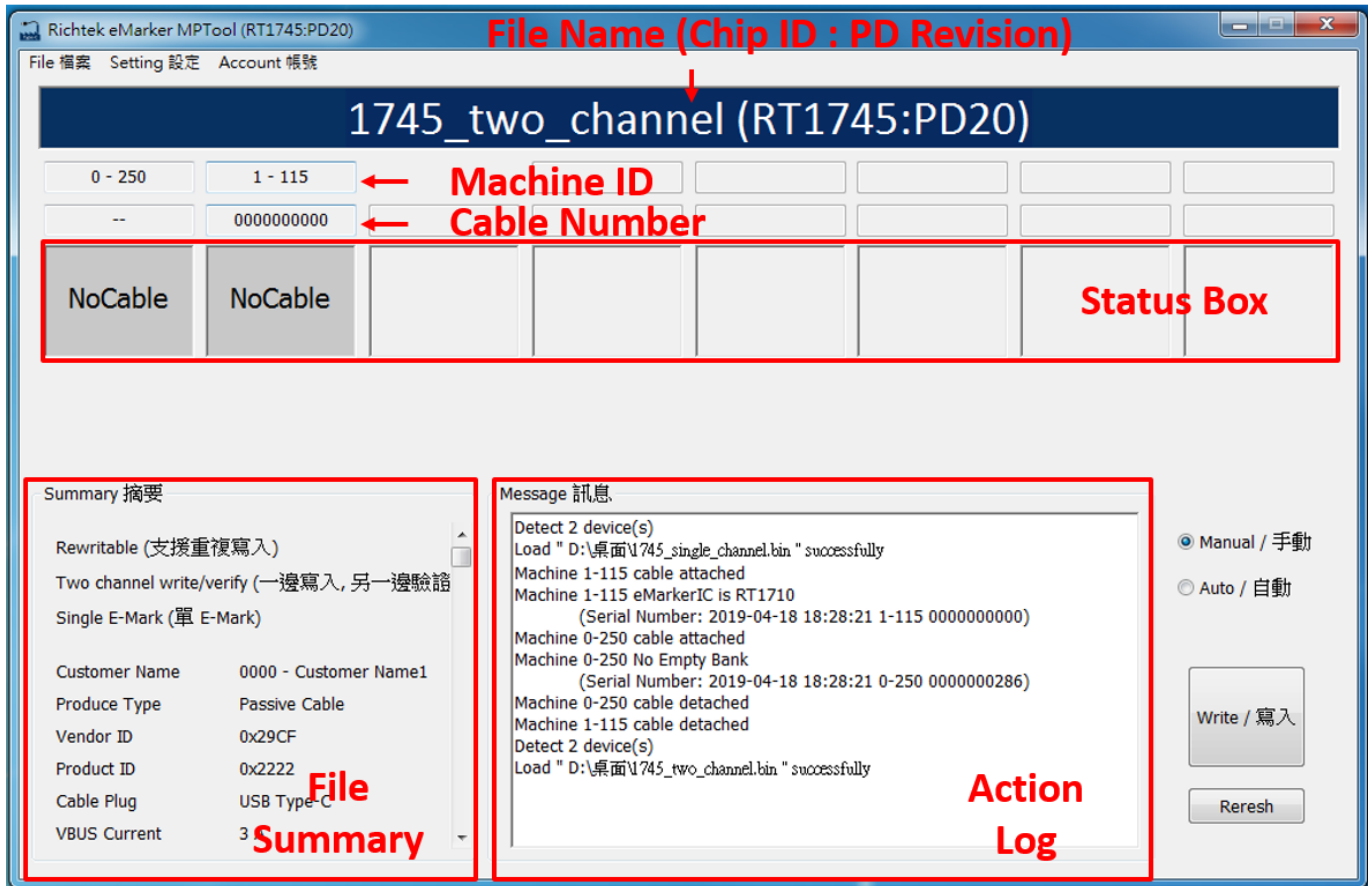 Richtek eMarker MPTool (RT1745:PD20)
File Name (Chip ID : PD Revision)
File 檔案 Setting 設定 Account 帳號
1745_two_channel (RT1745:PD20)
0 - 250 1 - 115 Machine ID
-- 0000000000 Cable Number
NoCable NoCable Status Box
Summary 摘要
Rewritable (支援重複寫入)
Two channel write/verify (一邊寫入, 另一邊驗證
Single E-Mark (單 E-Mark)
Customer Name 0000 - Customer Name1
Produce Type Passive Cable
Vendor ID 0x29CF
Product ID 0x2222
Cable Plug USB Type-C
VBUS Current 3
File
Summary
Message 訊息
Detect 2 device(s)
Load " D:\桌面\1745_single_channel.bin " successfully
Machine 1-115 cable attached
Machine 1-115 eMarkerIC is RT1710
(Serial Number: 2019-04-18 18:28:21 1-115 0000000000)
Machine 0-250 cable attached
Machine 0-250 No Empty Bank
(Serial Number: 2019-04-18 18:28:21 0-250 0000000286)
Machine 0-250 cable detached
Machine 1-115 cable detached
Detect 2 device(s)
Load " D:\桌面\1745_two_channel.bin " successfully
Action
Log
Manual / 手動
Auto / 自動
Write / 寫入
Reresh